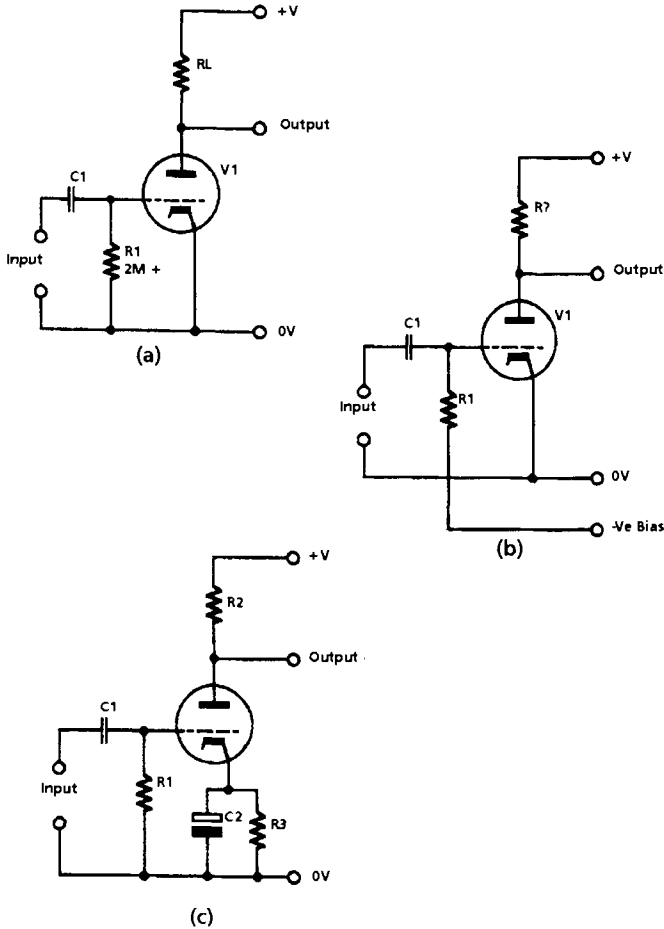 +V
RL
Output
V1
C1
Input
R1
2M +
0V
(a)
+V
R?
Output
V1
C1
Input
R1
0V
-Ve Bias
(b)
+V
R2
Output
C1
Input
R1
C2
R3
0V
(c)